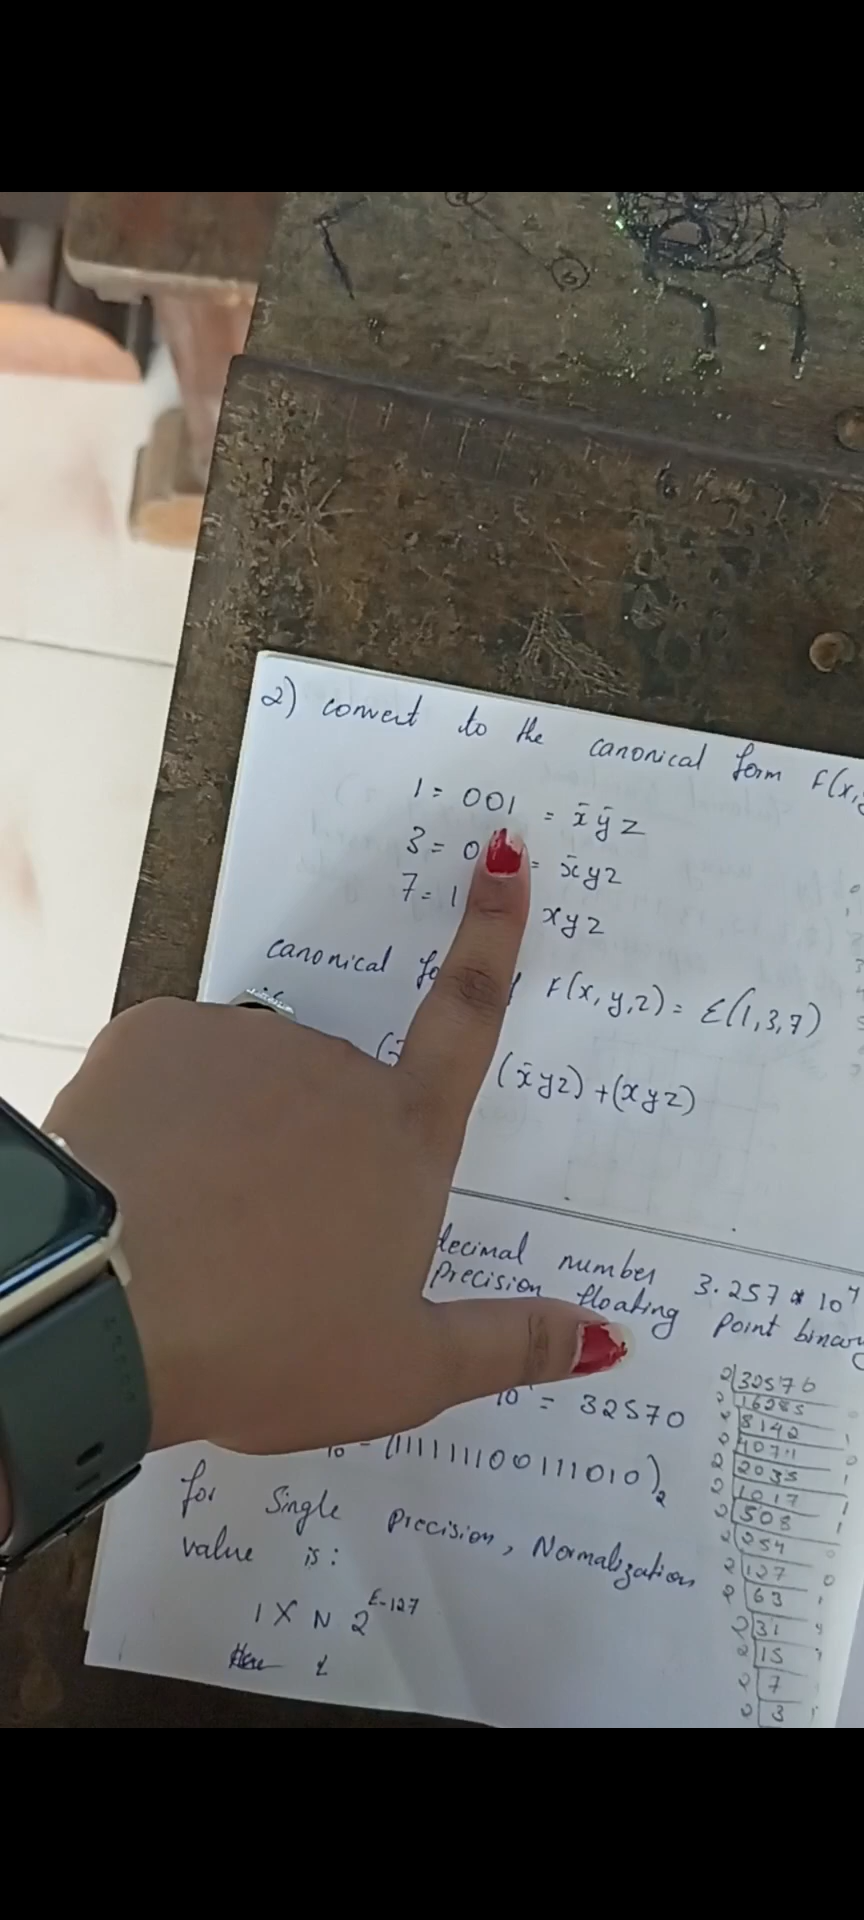 2) convert to the canonical form F(x,
1 = 001 = x̄ ȳ z
3 = 0 = x̄yz
7 = 1 xyz
canonical fo F(x, y, z) = Σ(1,3,7)
is
(x̄yz) + (xyz)
decimal number 3.257 * 10⁴
precision floating point binary
10 = 32570
10 = (111111100111010)₂
for single precision, Normalization
value is:
1 X N 2^E-127
2 32570
2 16285
2 8142
2 4071
2 2035
2 1017
2 508
2 254
2 127
2 63
2 31
2 15
2 7
2 3